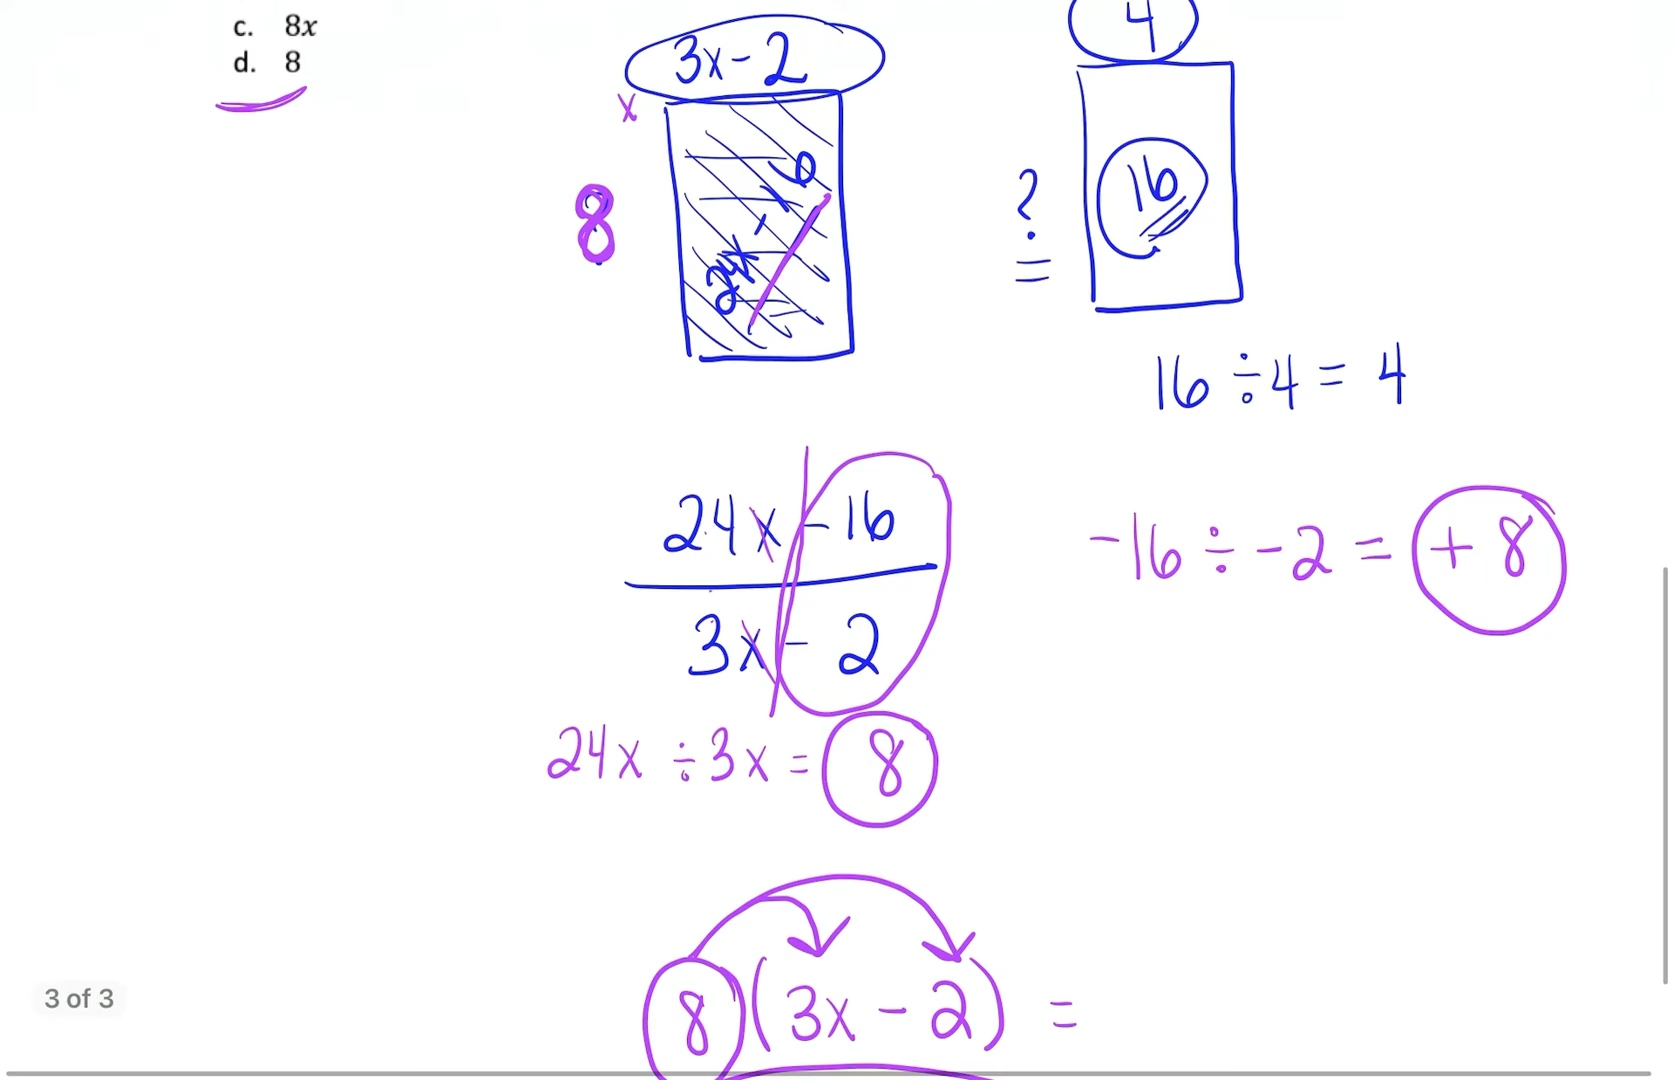 c. 8x
d. 8
3x - 2
4
x
8
24x - 16
?
=
16
16 ÷ 4 = 4
24x - 16
3x - 2
-16 ÷ -2 = + 8
24x ÷ 3x = 8
8 (3x - 2) =
3 of 3